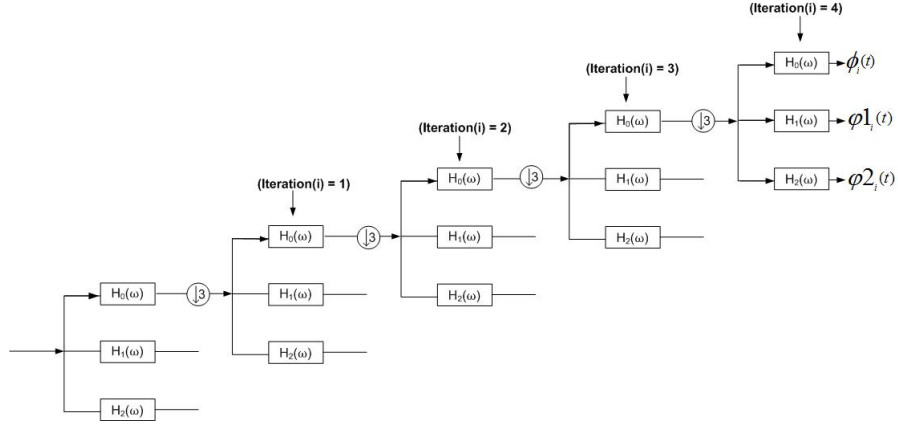 (Iteration(i) = 4)
H₀(ω)
ϕᵢ(t)
(Iteration(i) = 3)
H₀(ω)
↓3
H₁(ω)
φ1ᵢ(t)
(Iteration(i) = 2)
H₀(ω)
↓3
H₁(ω)
H₂(ω)
φ2ᵢ(t)
(Iteration(i) = 1)
H₀(ω)
↓3
H₁(ω)
H₂(ω)
H₀(ω)
↓3
H₁(ω)
H₂(ω)
H₁(ω)
H₂(ω)